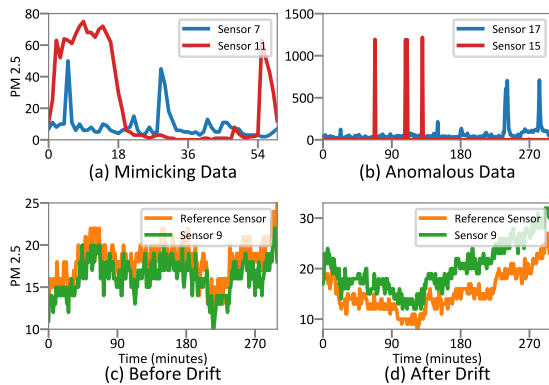 80
60
40
20
0
PM 2.5
Sensor 7
Sensor 11
0 18 36 54
(a) Mimicking Data
1500
1000
500
0
Sensor 17
Sensor 15
0 90 180 270
(b) Anomalous Data
25
20
15
10
PM 2.5
Reference Sensor
Sensor 9
0 90 180 270
Time (minutes)
(c) Before Drift
30
20
10
Reference Sensor
Sensor 9
0 90 180 270
Time (minutes)
(d) After Drift